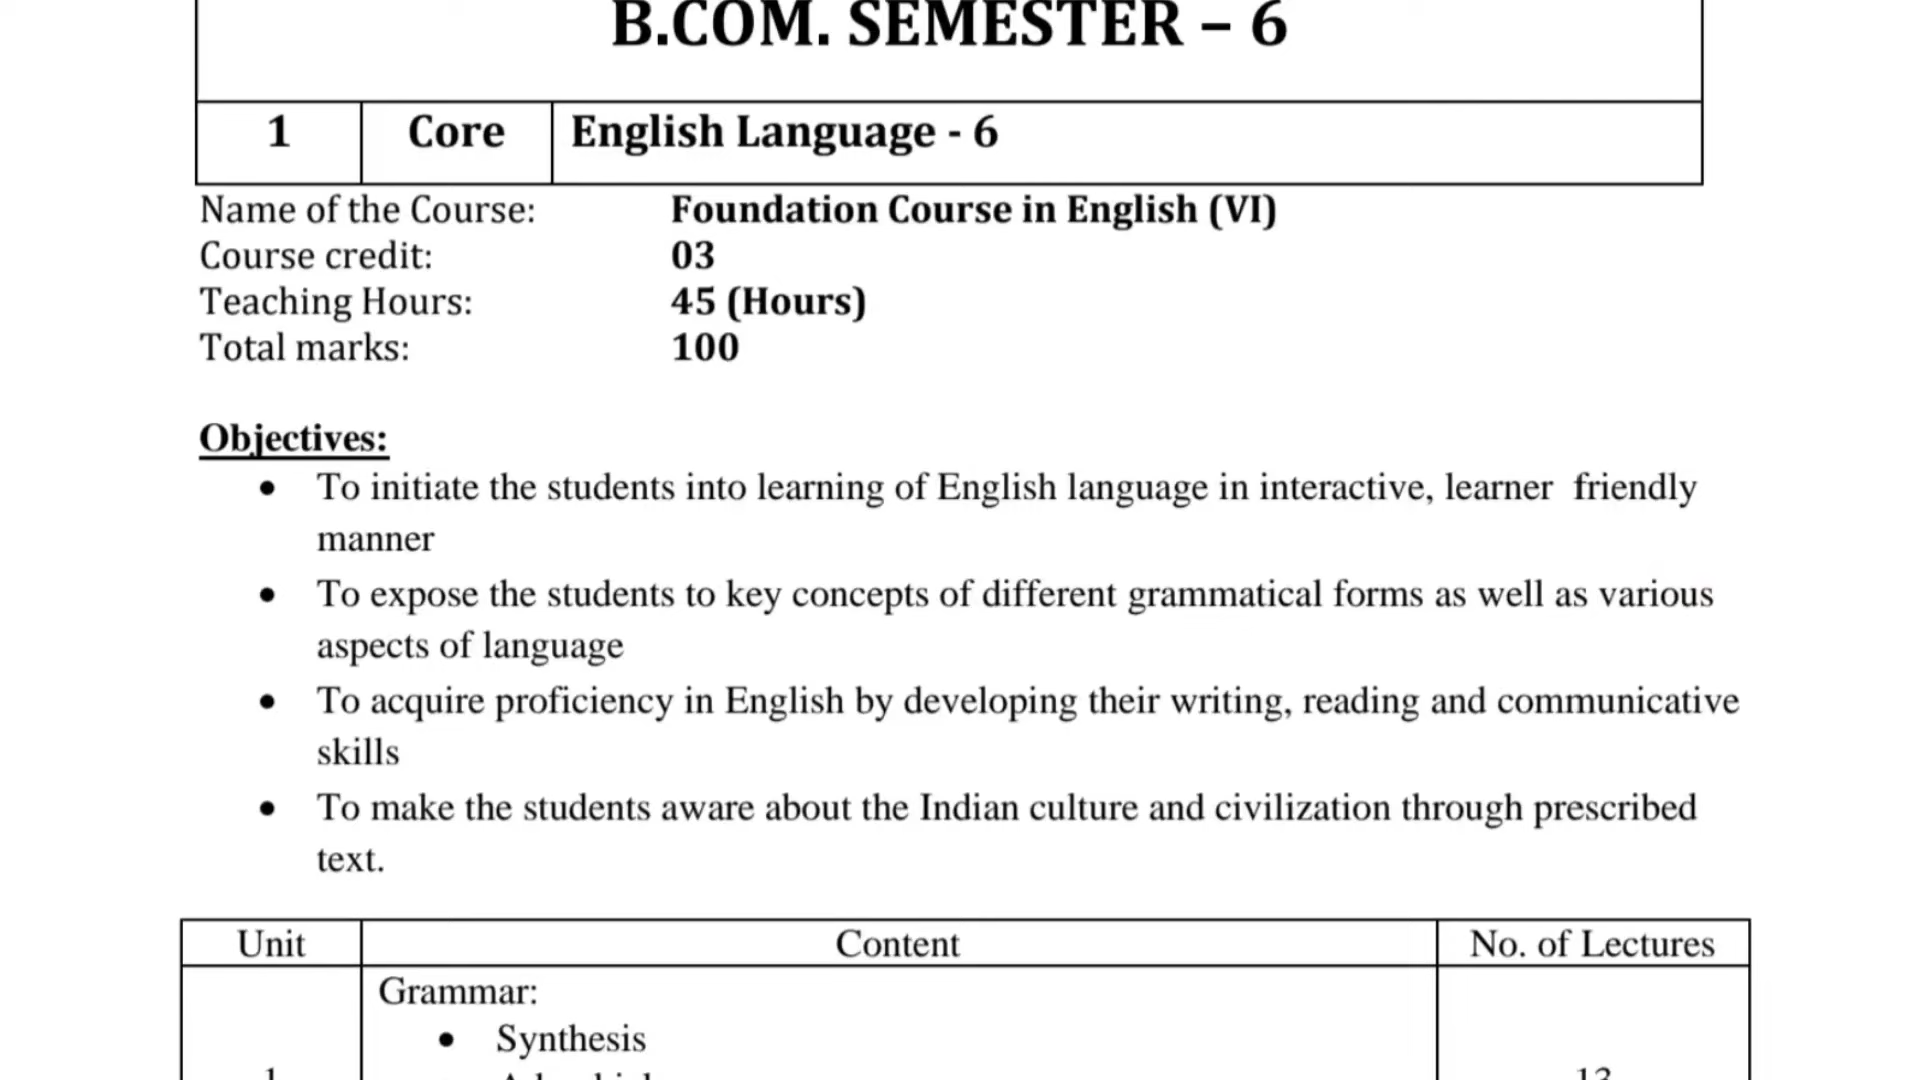 B.COM. SEMESTER – 6
1 Core English Language - 6
Name of the Course: Foundation Course in English (VI)
Course credit: 03
Teaching Hours: 45 (Hours)
Total marks: 100
Objectives:
• To initiate the students into learning of English language in interactive, learner friendly
manner
• To expose the students to key concepts of different grammatical forms as well as various
aspects of language
• To acquire proficiency in English by developing their writing, reading and communicative
skills
• To make the students aware about the Indian culture and civilization through prescribed
text.
Unit Content No. of Lectures
Grammar:
• Synthesis
1 13